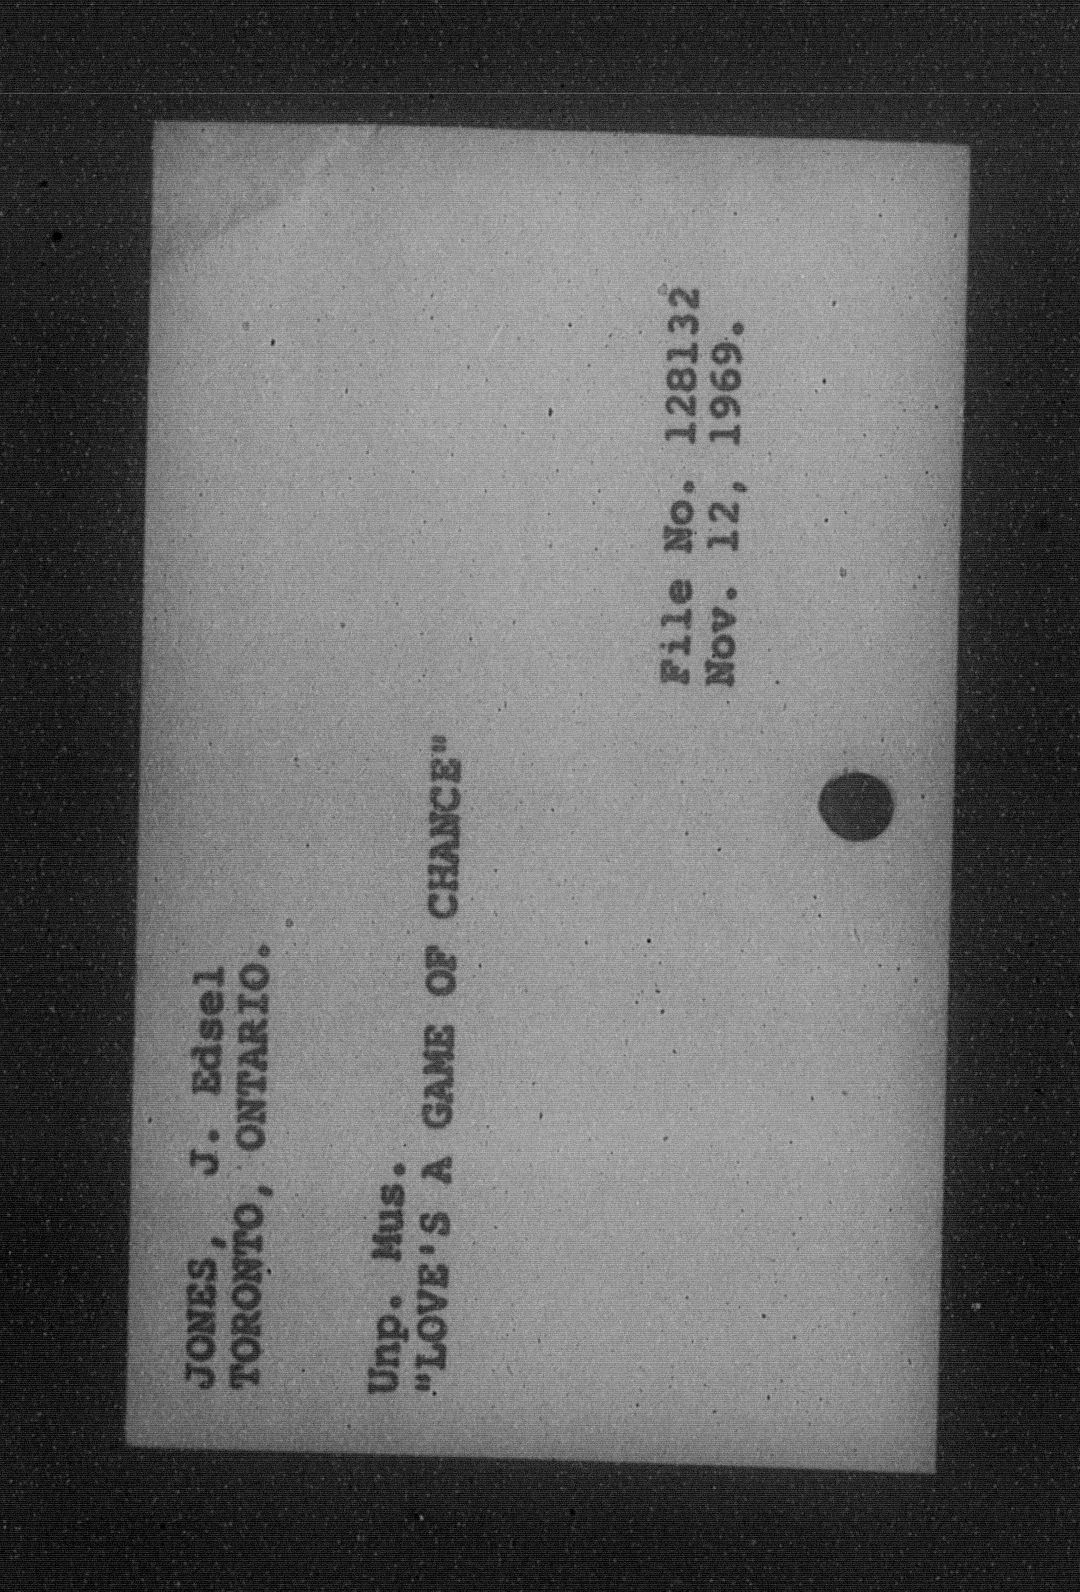 JONES, J. Edsel
TORONTO, ONTARIO.
Unp. Mus.
"LOVE'S A GAME OF CHANCE"
File No. 128132
Nov. 12, 1969.